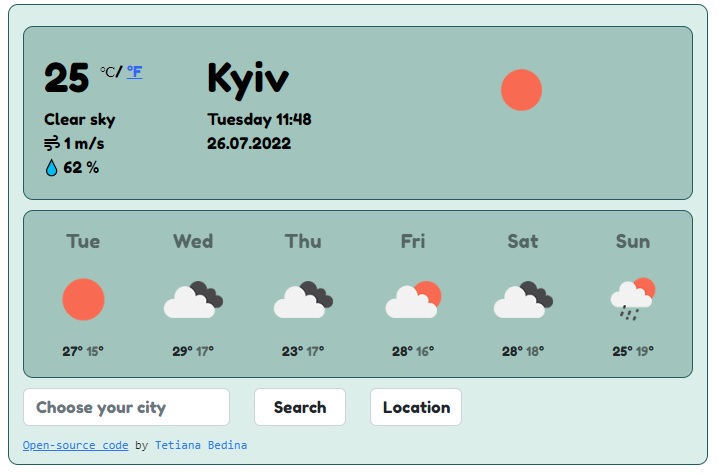 25 °C/ °F
Kyiv
Clear sky
Tuesday 11:48
1 m/s
26.07.2022
62 %
Tue Wed Thu Fri Sat Sun
27° 15° 29° 17° 23° 17° 28° 16° 28° 18° 25° 19°
Choose your city Search Location
Open-source code by Tetiana Bedina